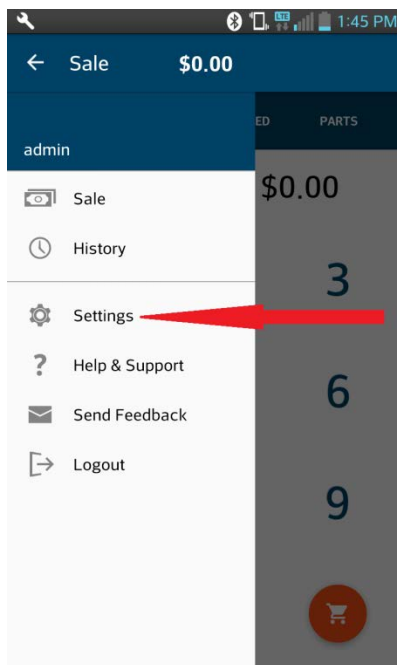 LTE 1:45 PM
Sale $0.00
ED PARTS
admin
$0.00
Sale
History
3
Settings
Help & Support
6
Send Feedback
Logout
9